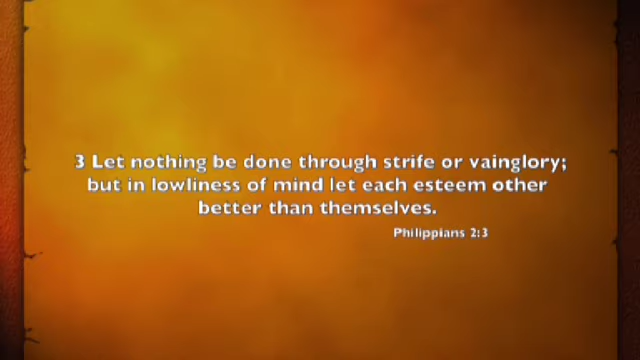 3 Let nothing be done through strife or vainglory;
but in lowliness of mind let each esteem other
better than themselves.
Philippians 2:3